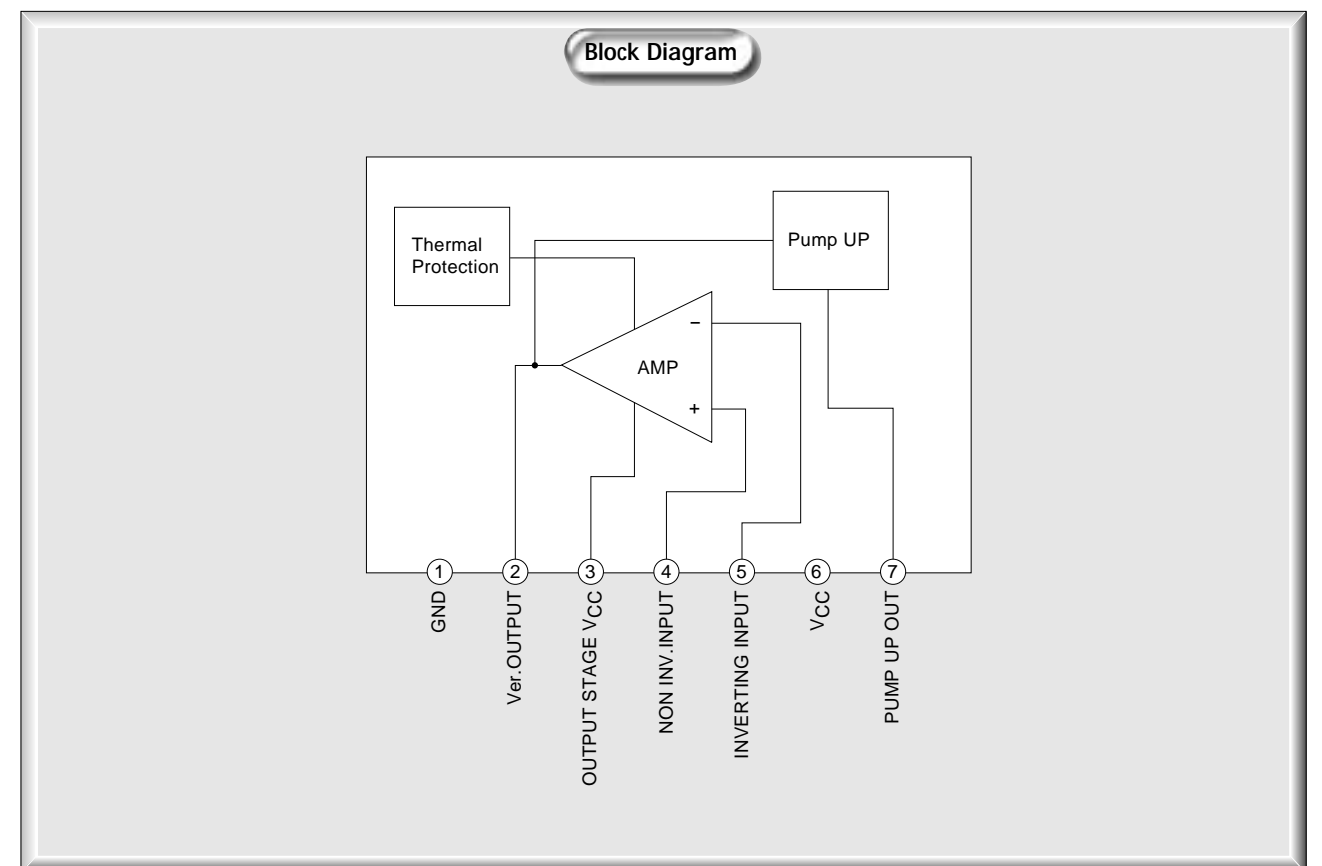 Block Diagram
Thermal
Protection
Pump UP
−
AMP
+
1
2
3
4
5
6
7
GND
Ver.OUTPUT
OUTPUT STAGE VCC
NON INV.INPUT
INVERTING INPUT
VCC
PUMP UP OUT